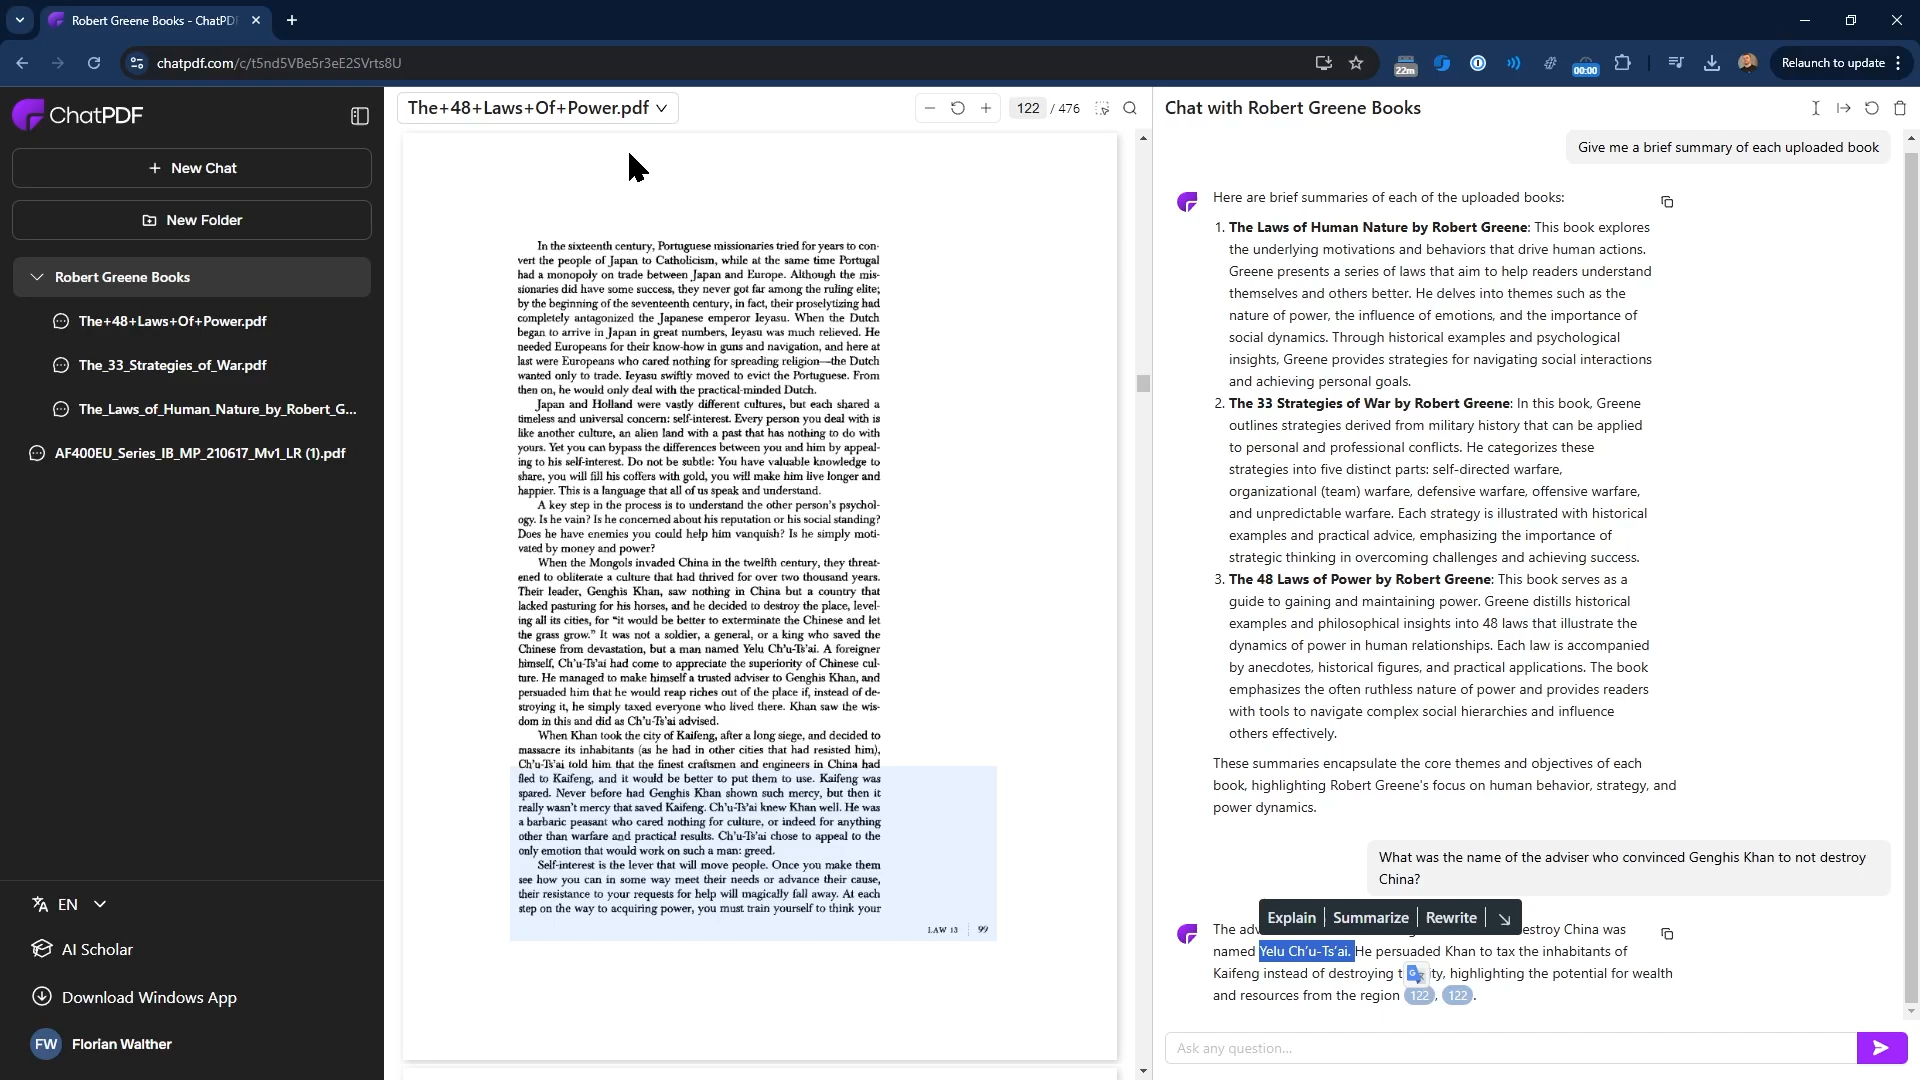 Robert Greene Books - ChatPD
chatpdf.com/c/t5nd5VBe5r3eE2SVrts8U
22m
00:00
Relaunch to update
ChatPDF
New Chat
New Folder
Robert Greene Books
The+48+Laws+Of+Power.pdf
The_33_Strategies_of_War.pdf
The_Laws_of_Human_Nature_by_Robert_G...
AF400EU_Series_IB_MP_210617_Mv1_LR (1).pdf
EN
AI Scholar
Download Windows App
FW Florian Walther
The+48+Laws+Of+Power.pdf
122 / 476
In the sixteenth century, Portuguese missionaries tried for years to con-
vert the people of Japan to Catholicism, while at the same time Portugal
had a monopoly on trade between Japan and Europe. Although the mis-
sionaries did have some success, they never got far among the ruling elite;
by the beginning of the seventeenth century, in fact, their proselytizing had
completely antagonized the Japanese emperor Ieyasu. When the Dutch
began to arrive in Japan in great numbers, Ieyasu was much relieved. He
needed Europeans for their know-how in guns and navigation, and here at
last were Europeans who cared nothing for spreading religion—the Dutch
wanted only to trade. Ieyasu swiftly moved to evict the Portuguese. From
then on, he would only deal with the practical-minded Dutch.
Japan and Holland were vastly different cultures, but each shared a
timeless and universal concern: self-interest. Every person you deal with is
like another culture, an alien land with a past that has nothing to do with
yours. Yet you can bypass the differences between you and him by appeal-
ing to his self-interest. Do not be subtle: You have valuable knowledge to
share, you will fill his coffers with gold, you will make him live longer and
happier. This is a language that all of us speak and understand.
A key step in the process is to understand the other person's psychol-
ogy. Is he vain? Is he concerned about his reputation or his social standing?
Does he have enemies you could help him vanquish? Is he simply moti-
vated by money and power?
When the Mongols invaded China in the twelfth century, they threat-
ened to obliterate a culture that had thrived for over two thousand years.
Their leader, Genghis Khan, saw nothing in China but a country that
lacked pasturing for his horses, and he decided to destroy the place, level-
ing all its cities, for "it would be better to exterminate the Chinese and let
the grass grow." It was not a soldier, a general, or a king who saved the
Chinese from devastation, but a man named Yelu Ch'u-Ts'ai. A foreigner
himself, Ch'u-Ts'ai had come to appreciate the superiority of Chinese cul-
ture. He managed to make himself a trusted adviser to Genghis Khan, and
persuaded him that he would reap riches out of the place if, instead of de-
stroying it, he simply taxed everyone who lived there. Khan saw the wis-
dom in this and did as Ch'u-Ts'ai advised.
When Khan took the city of Kaifeng, after a long siege, and decided to
massacre its inhabitants (as he had in other cities that had resisted him),
Ch'u-Ts'ai told him that the finest craftsmen and engineers in China had
fled to Kaifeng, and it would be better to put them to use. Kaifeng was
spared. Never before had Genghis Khan shown such mercy, but then it
really wasn't mercy that saved Kaifeng. Ch'u-Ts'ai knew Khan well. He was
a barbaric peasant who cared nothing for culture, or indeed for anything
other than warfare and practical results. Ch'u-Ts'ai chose to appeal to the
only emotion that would work on such a man: greed.
Self-interest is the lever that will move people. Once you make them
see how you can in some way meet their needs or advance their cause,
their resistance to your requests for help will magically fall away. At each
step on the way to acquiring power, you must train yourself to think your
LAW 13 99
Chat with Robert Greene Books
Give me a brief summary of each uploaded book
Here are brief summaries of each of the uploaded books:
1. The Laws of Human Nature by Robert Greene: This book explores
the underlying motivations and behaviors that drive human actions.
Greene presents a series of laws that aim to help readers understand
themselves and others better. He delves into themes such as the
nature of power, the influence of emotions, and the importance of
social dynamics. Through historical examples and psychological
insights, Greene provides strategies for navigating social interactions
and achieving personal goals.
2. The 33 Strategies of War by Robert Greene: In this book, Greene
outlines strategies derived from military history that can be applied
to personal and professional conflicts. He categorizes these
strategies into five distinct parts: self-directed warfare,
organizational (team) warfare, defensive warfare, offensive warfare,
and unpredictable warfare. Each strategy is illustrated with historical
examples and practical advice, emphasizing the importance of
strategic thinking in overcoming challenges and achieving success.
3. The 48 Laws of Power by Robert Greene: This book serves as a
guide to gaining and maintaining power. Greene distills historical
examples and philosophical insights into 48 laws that illustrate the
dynamics of power in human relationships. Each law is accompanied
by anecdotes, historical figures, and practical applications. The book
emphasizes the often ruthless nature of power and provides readers
with tools to navigate complex social hierarchies and influence
others effectively.
These summaries encapsulate the core themes and objectives of each
book, highlighting Robert Greene's focus on human behavior, strategy, and
power dynamics.
What was the name of the adviser who convinced Genghis Khan to not destroy
China?
Explain Summarize Rewrite
The adv estroy China was
named Yelu Ch'u-Ts'ai. He persuaded Khan to tax the inhabitants of
Kaifeng instead of destroying t ty, highlighting the potential for wealth
and resources from the region 122, 122.
Ask any question...